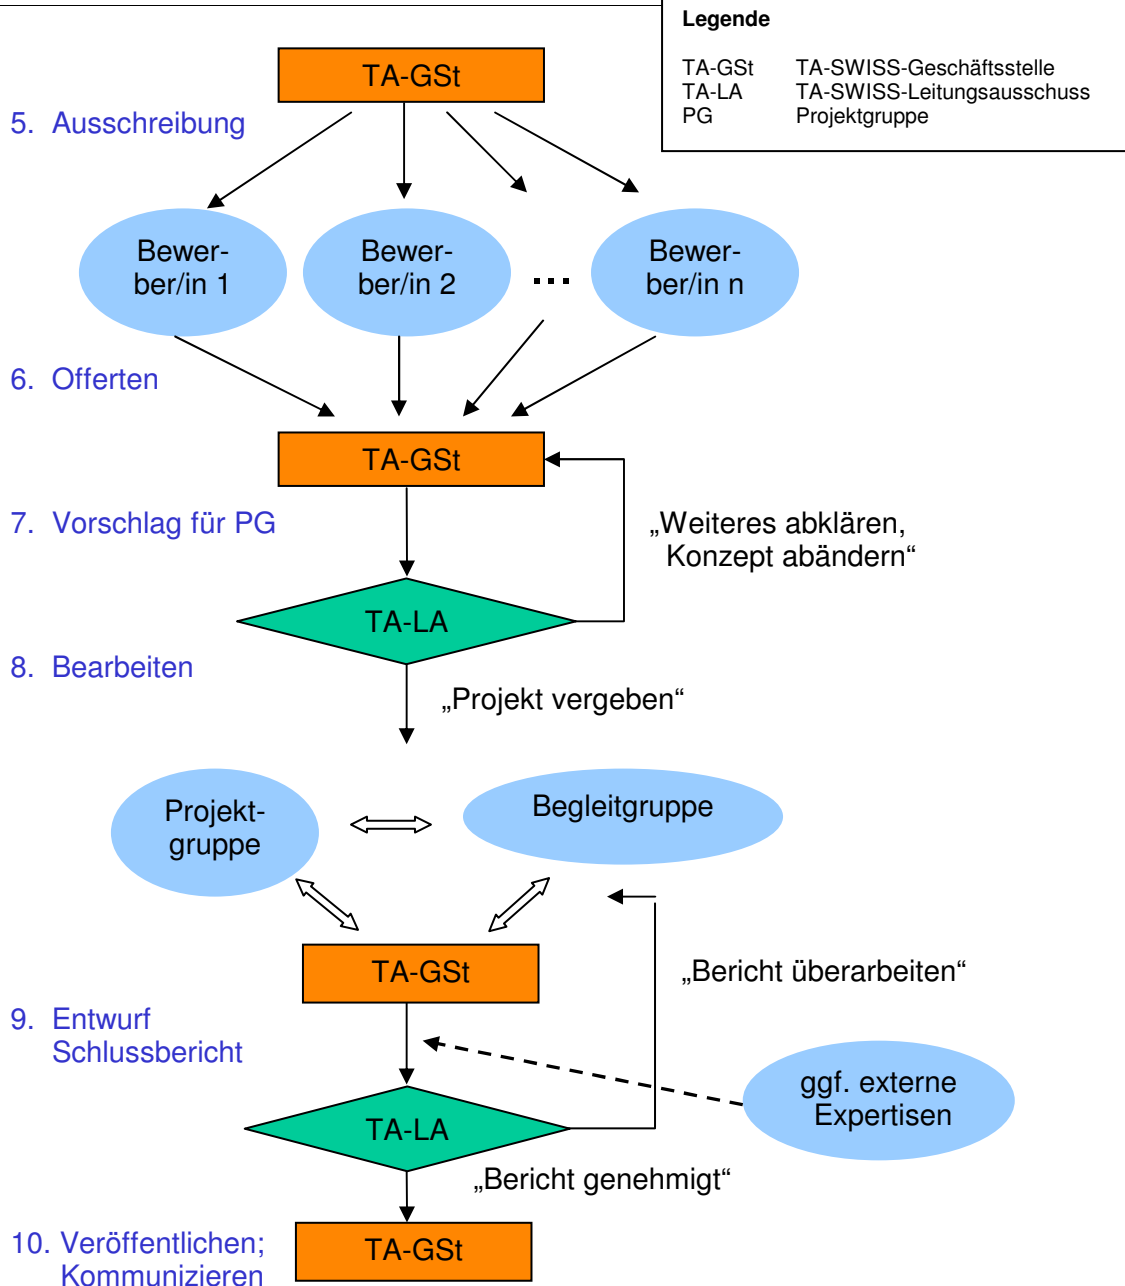 Legende
TA-GSt TA-SWISS-Geschäftsstelle
TA-LA TA-SWISS-Leitungsausschuss
PG Projektgruppe
TA-GSt
5. Ausschreibung
Bewer-
ber/in 1
Bewer-
ber/in 2
...
Bewer-
ber/in n
6. Offerten
TA-GSt
7. Vorschlag für PG
„Weiteres abklären,
Konzept abändern“
TA-LA
8. Bearbeiten
„Projekt vergeben“
Projekt-
gruppe
Begleitgruppe
TA-GSt
„Bericht überarbeiten“
9. Entwurf
Schlussbericht
ggf. externe
Expertisen
TA-LA
„Bericht genehmigt“
10. Veröffentlichen;
Kommunizieren
TA-GSt